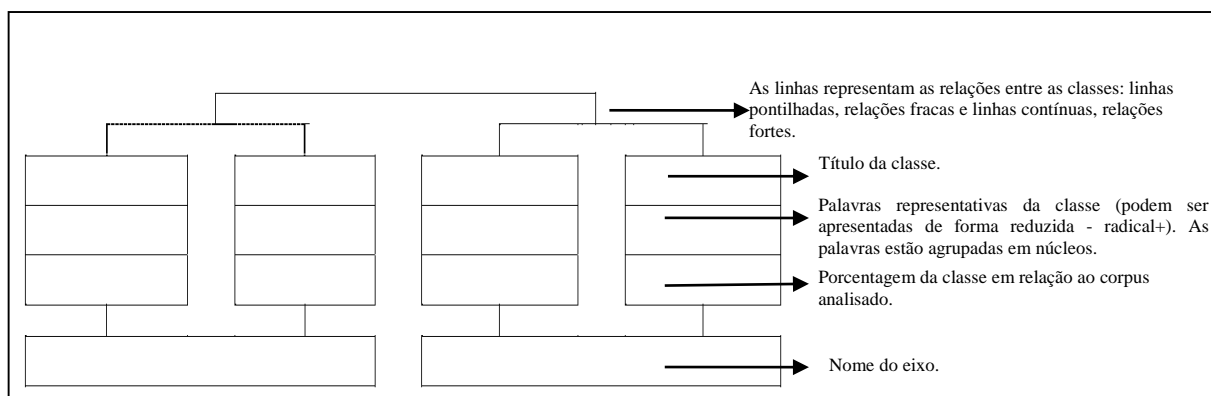 As linhas representam as relações entre as classes: linhas
pontilhadas, relações fracas e linhas contínuas, relações
fortes.
Título da classe.
Palavras representativas da classe (podem ser
apresentadas de forma reduzida - radical+). As
palavras estão agrupadas em núcleos.
Porcentagem da classe em relação ao corpus
analisado.
Nome do eixo.